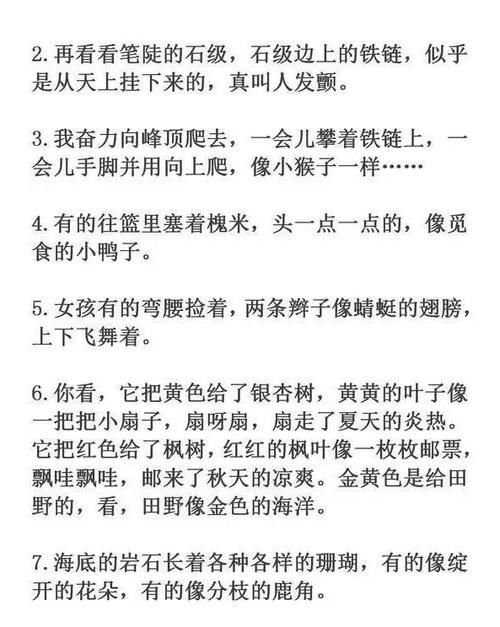 2.再看看笔陡的石级，石级边上的铁链，似乎
是从天上挂下来的，真叫人发颤。
3.我奋力向峰顶爬去，一会儿攀着铁链上，一
会儿手脚并用向上爬，像小猴子一样……
4.有的往篮里塞着槐米，头一点一点的，像觅
食的小鸭子。
5.女孩有的弯腰捡着，两条辫子像蜻蜓的翅膀，
上下飞舞着。
6.你看，它把黄色给了银杏树，黄黄的叶子像
一把把小扇子，扇呀扇，扇走了夏天的炎热。
它把红色给了枫树，红红的枫叶像一枚枚邮票，
飘哇飘哇，邮来了秋天的凉爽。金黄色是给田
野的，看，田野像金色的海洋。
7.海底的岩石长着各种各样的珊瑚，有的像绽
开的花朵，有的像分枝的鹿角。